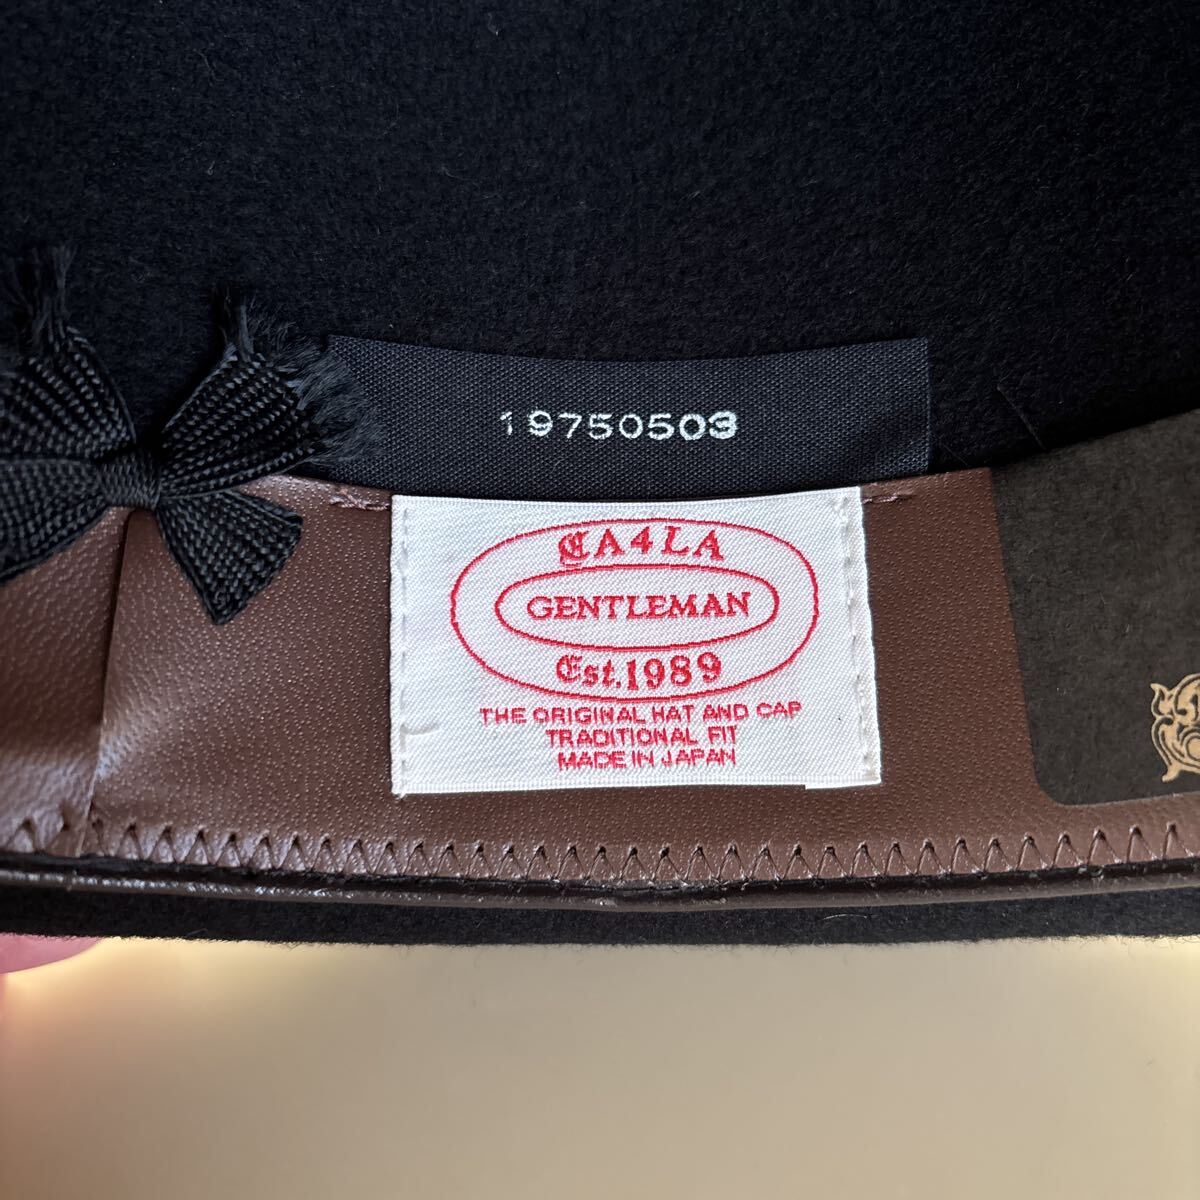 19750503
CA4LA
GENTLEMAN
Est.1989
THE ORIGINAL HAT AND CAP
TRADITIONAL FIT
MADE IN JAPAN